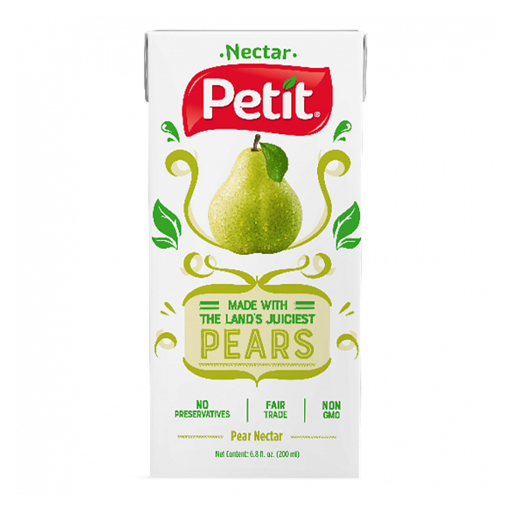 ·Nectar·
Petit®
MADE WITH
THE LAND'S JUICIEST
PEARS
NO
PRESERVATIVES
FAIR
TRADE
NON
GMO
Pear Nectar
Net Content: 6.8 fl. oz. (200 ml)